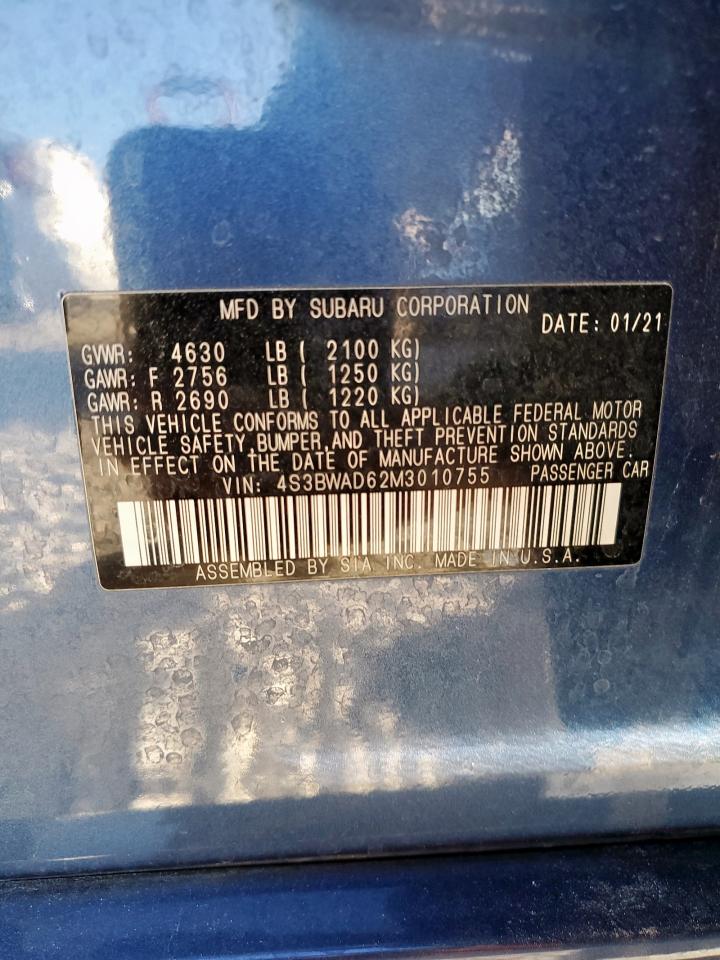 MFD BY SUBARU CORPORATION
DATE: 01/21
GVWR: 4630 LB ( 2100 KG)
GAWR: F 2756 LB ( 1250 KG)
GAWR: R 2690 LB ( 1220 KG)
THIS VEHICLE CONFORMS TO ALL APPLICABLE FEDERAL MOTOR
VEHICLE SAFETY, BUMPER, AND THEFT PREVENTION STANDARDS
IN EFFECT ON THE DATE OF MANUFACTURE SHOWN ABOVE.
VIN: 4S3BWAD62M3010755 PASSENGER CAR
ASSEMBLED BY SIA INC. MADE IN U.S.A.